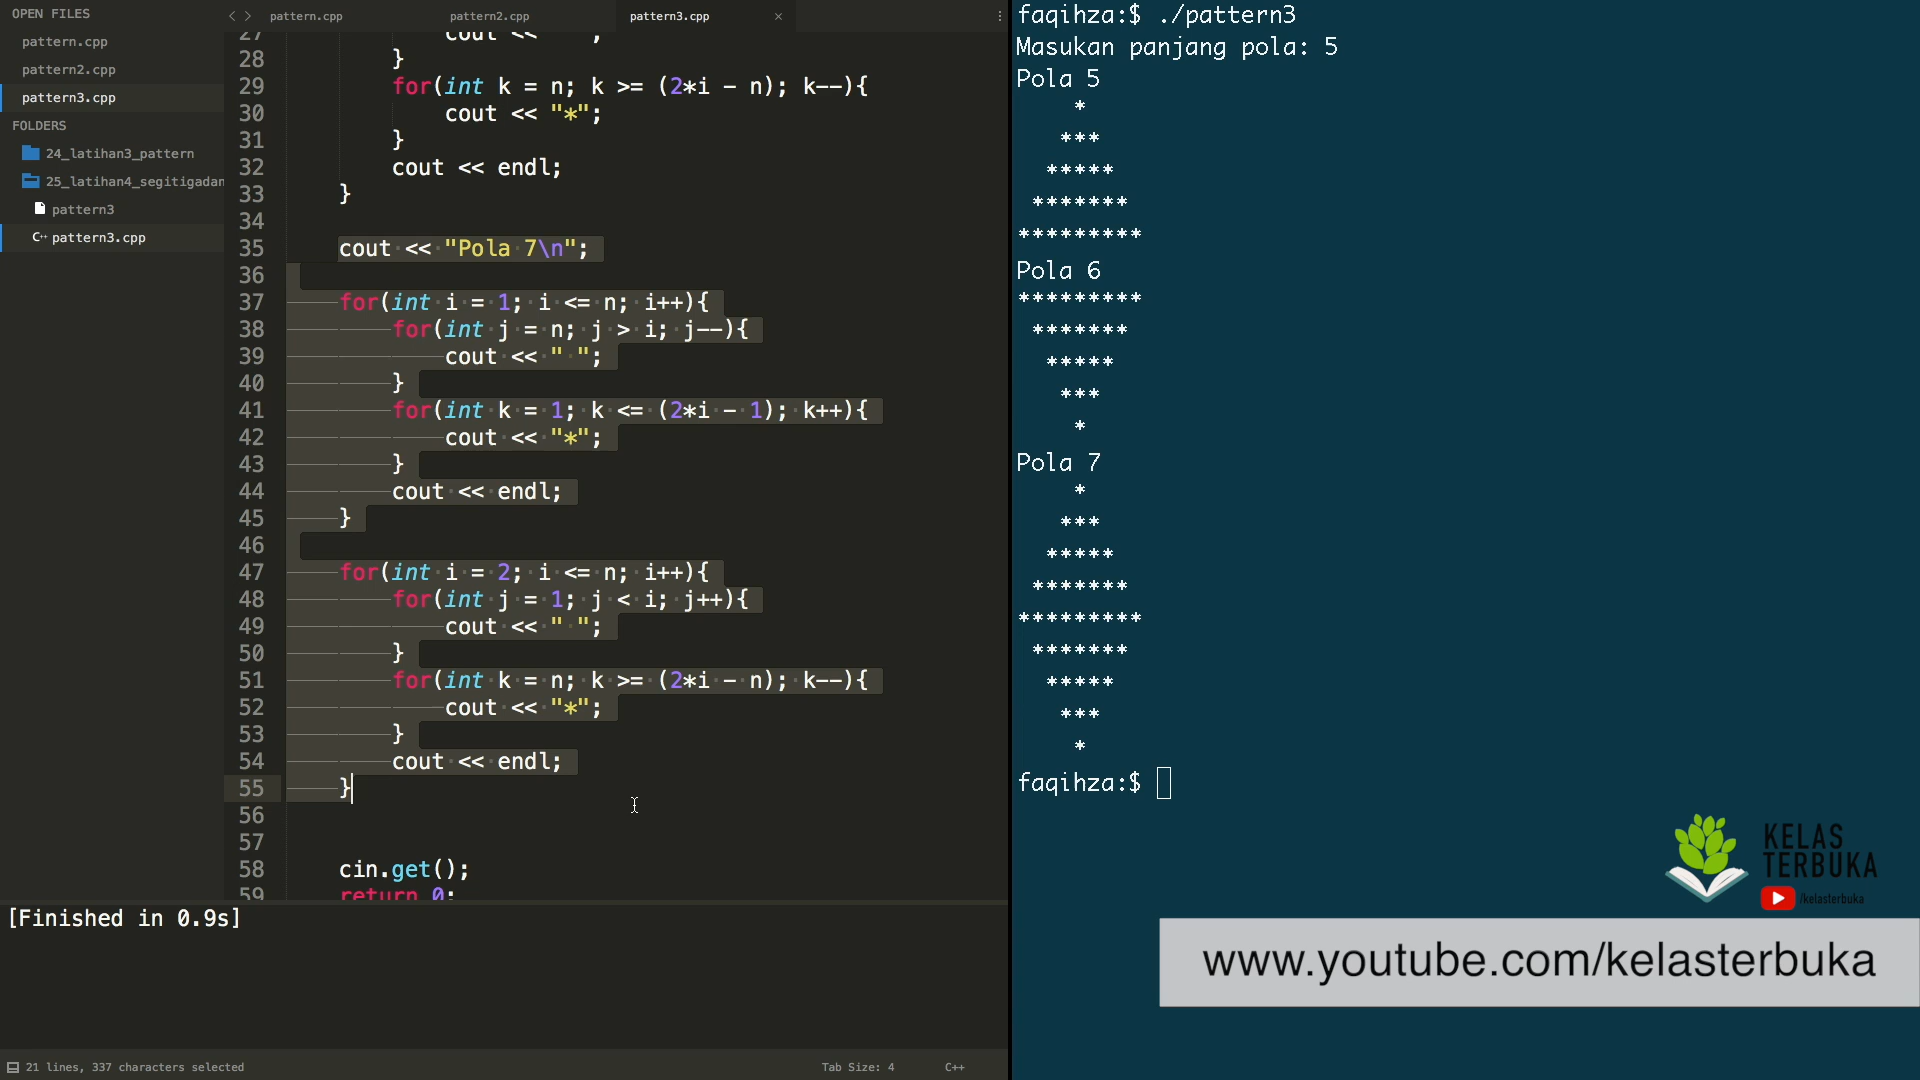 OPEN FILES
pattern.cpp
pattern2.cpp
pattern3.cpp
FOLDERS
24_latihan3_pattern
25_latihan4_segitigadan
pattern3
C++ pattern3.cpp
< > pattern.cpp pattern2.cpp pattern3.cpp ×
27 cout << " ";
28 }
29 for(int k = n; k >= (2*i - n); k--){
30 cout << "*";
31 }
32 cout << endl;
33 }
34
35 cout << "Pola 7\n";
36
37 for(int i = 1; i <= n; i++){
38 for(int j = n; j > i; j--){
39 cout << " ";
40 }
41 for(int k = 1; k <= (2*i - 1); k++){
42 cout << "*";
43 }
44 cout << endl;
45 }
46
47 for(int i = 2; i <= n; i++){
48 for(int j = 1; j < i; j++){
49 cout << " ";
50 }
51 for(int k = n; k >= (2*i - n); k--){
52 cout << "*";
53 }
54 cout << endl;
55 }
56
57
58 cin.get();
59 return 0;
[Finished in 0.9s]
21 lines, 337 characters selected
Tab Size: 4 C++
faqihza:$ ./pattern3
Masukan panjang pola: 5
Pola 5
*
***
*****
*******
*********
Pola 6
*********
*******
*****
***
*
Pola 7
*
***
*****
*******
*********
*******
*****
***
*
faqihza:$
KELAS
TERBUKA
/kelasterbuka
www.youtube.com/kelasterbuka